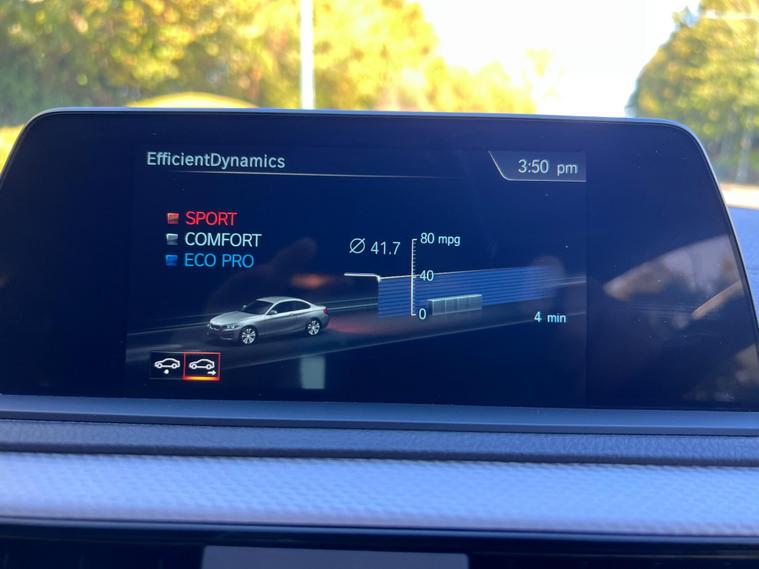 EfficientDynamics
3:50 pm
SPORT
COMFORT
ECO PRO
Ø 41.7
80 mpg
40
0
4 min